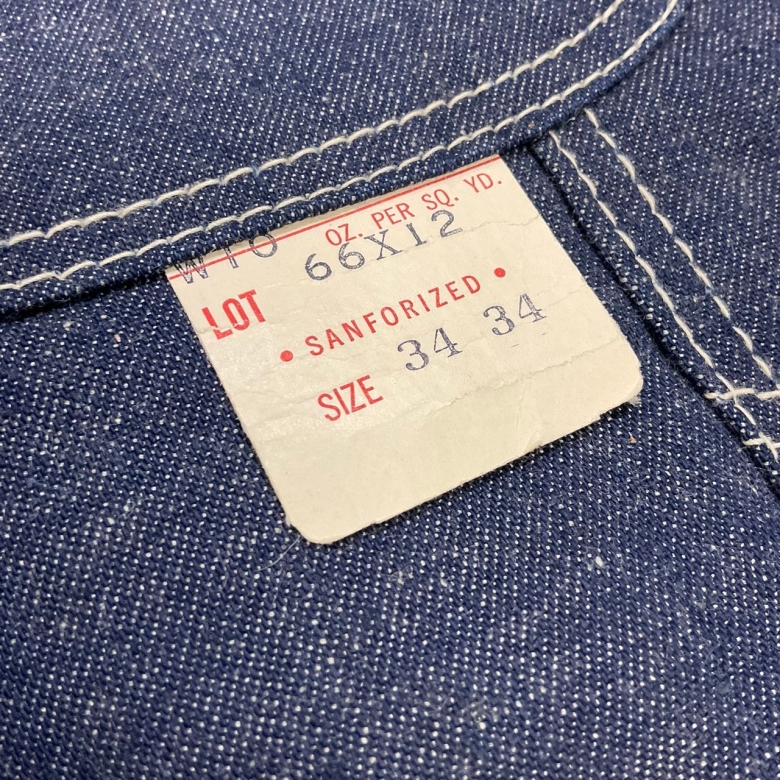 OZ. PER SQ. YD.
LOT 66X12
• SANFORIZED •
SIZE 34 34